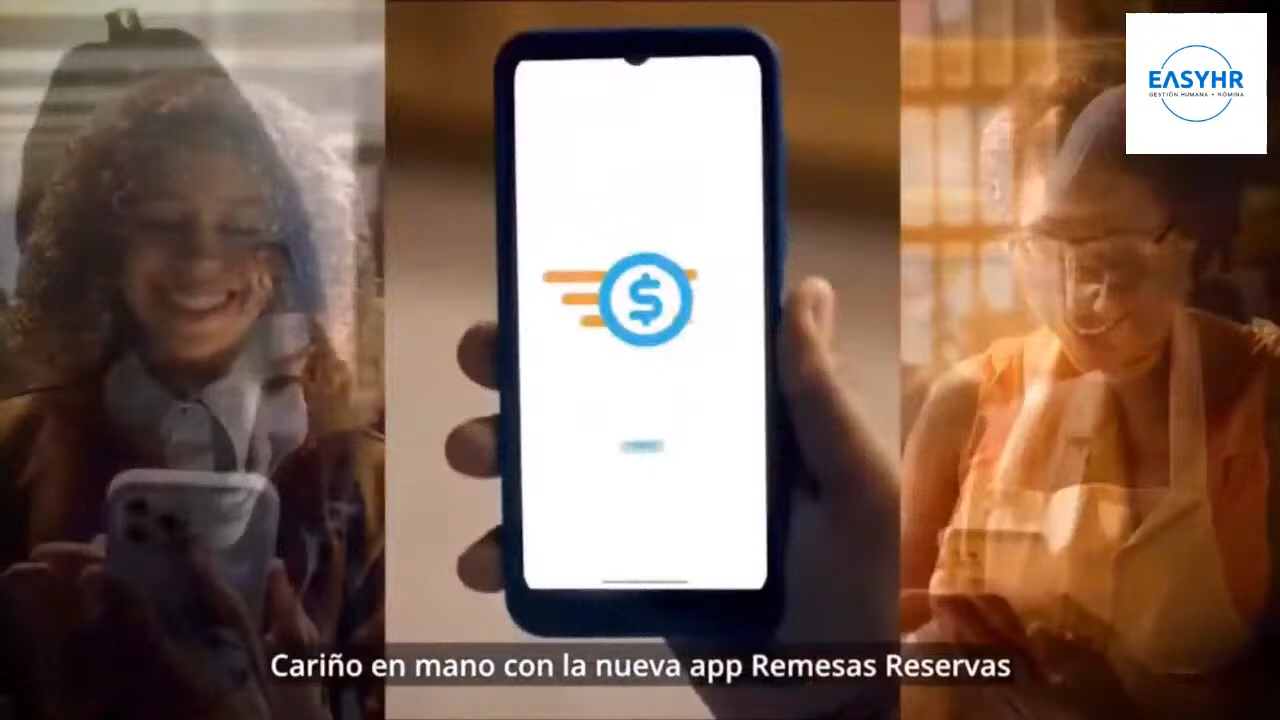 EASYHR
GESTIÓN HUMANA + NÓMINA
$
Cariño en mano con la nueva app Remesas Reservas